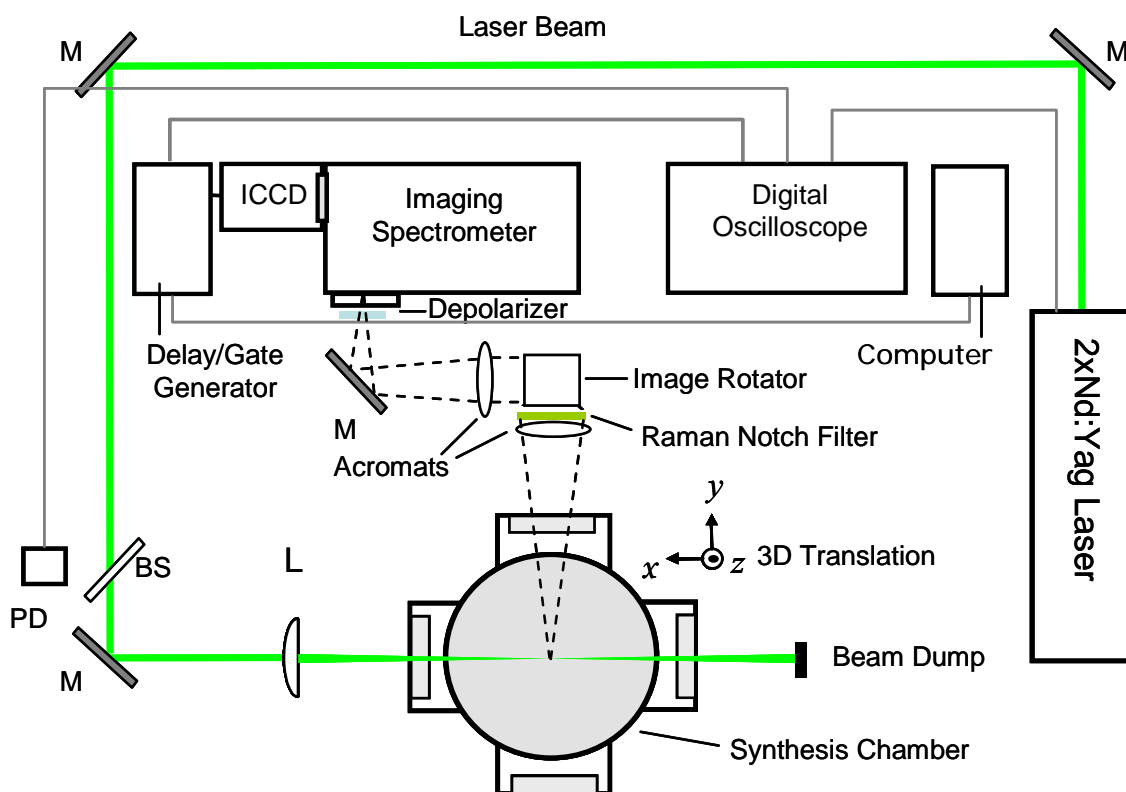 Laser Beam
M
M
ICCD
Imaging
Spectrometer
Digital
Oscilloscope
Depolarizer
Delay/Gate
Generator
Computer
Image Rotator
M
Raman Notch Filter
Acromats
2xNd:Yag Laser
y
x
z
3D Translation
BS
L
PD
M
Beam Dump
Synthesis Chamber